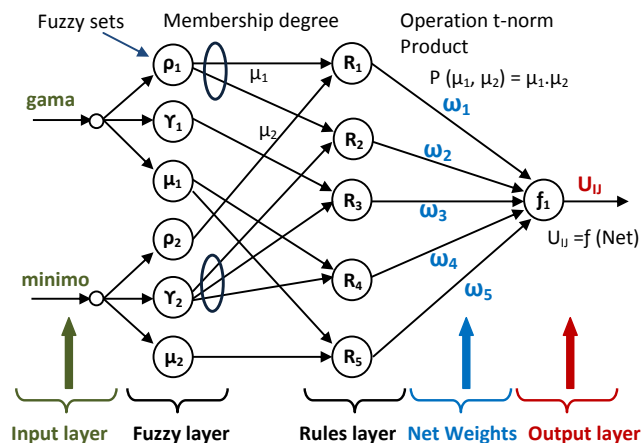 Fuzzy sets
Membership degree
Operation t-norm
Product
P (μ₁, μ₂) = μ₁.μ₂
gama
minimo
ρ₁
ϒ₁
μ₁
ρ₂
ϒ₂
μ₂
μ₁
μ₂
R₁
R₂
R₃
R₄
R₅
ω₁
ω₂
ω₃
ω₄
ω₅
ƒ₁
U_IJ
U_IJ =ƒ (Net)
Input layer
Fuzzy layer
Rules layer
Net Weights
Output layer